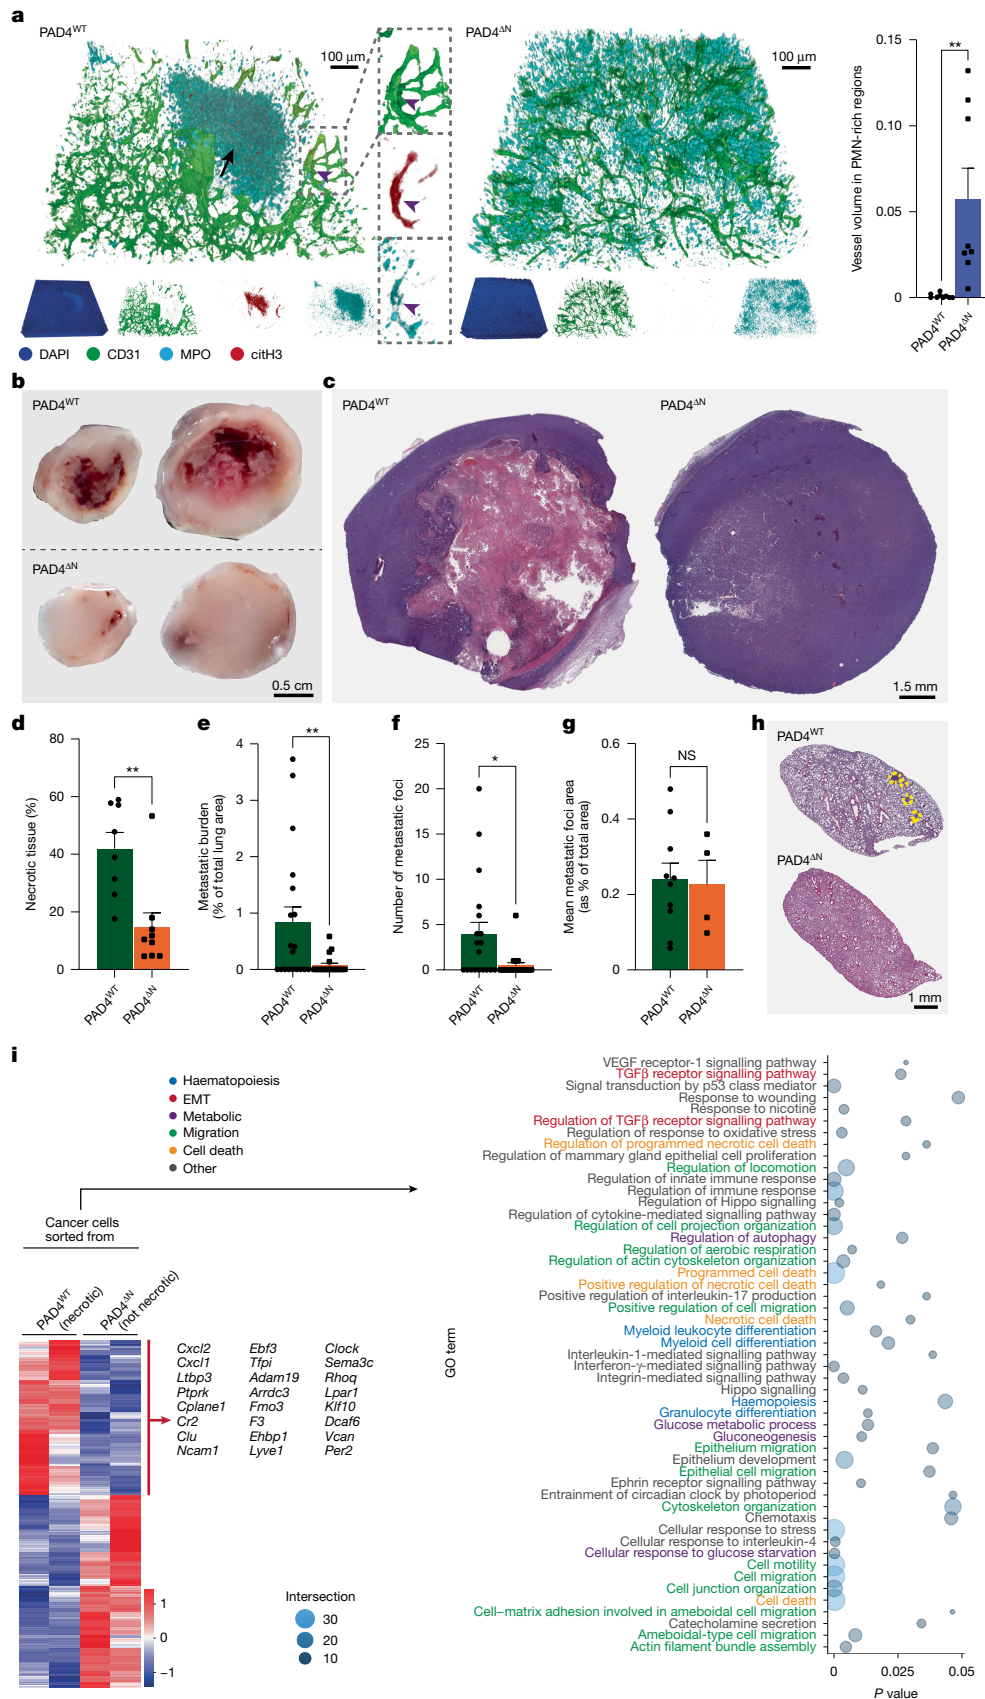 a
PAD4WT
100 μm
PAD4ΔN
100 μm
DAPI
CD31
MPO
citH3
Vessel volume in PMN-rich regions
0.15
0.10
0.05
0
**
PAD4WT
PAD4ΔN
b
PAD4WT
PAD4ΔN
0.5 cm
c
PAD4WT
PAD4ΔN
1.5 mm
d
Necrotic tissue (%)
80
60
40
20
0
**
PAD4WT
PAD4ΔN
e
Metastatic burden
(% of total lung area)
4
3
2
1
0
**
PAD4WT
PAD4ΔN
f
Number of metastatic foci
25
20
15
10
5
0
*
PAD4WT
PAD4ΔN
g
Mean metastatic foci area
(as % of total area)
0.6
0.4
0.2
0
NS
PAD4WT
PAD4ΔN
h
PAD4WT
PAD4ΔN
1 mm
i
Haematopoiesis
EMT
Metabolic
Migration
Cell death
Other
Cancer cells
sorted from
PAD4WT
(necrotic)
PAD4ΔN
(not necrotic)
Cxcl2 Ebf3 Clock
Cxcl1 Tfpi Sema3c
Ltbp3 Adam19 Rhoq
Ptprk Arrdc3 Lpar1
Cplane1 Fmo3 Klf10
Cr2 F3 Dcaf6
Clu Ehbp1 Vcan
Ncam1 Lyve1 Per2
1
0
−1
Intersection
30
20
10
GO term
VEGF receptor-1 signalling pathway
TGFβ receptor signalling pathway
Signal transduction by p53 class mediator
Response to wounding
Response to nicotine
Regulation of TGFβ receptor signalling pathway
Regulation of response to oxidative stress
Regulation of programmed necrotic cell death
Regulation of mammary gland epithelial cell proliferation
Regulation of locomotion
Regulation of innate immune response
Regulation of immune response
Regulation of Hippo signalling
Regulation of cytokine-mediated signalling pathway
Regulation of cell projection organization
Regulation of autophagy
Regulation of aerobic respiration
Regulation of actin cytoskeleton organization
Programmed cell death
Positive regulation of necrotic cell death
Positive regulation of interleukin-17 production
Positive regulation of cell migration
Necrotic cell death
Myeloid leukocyte differentiation
Myeloid cell differentiation
Interleukin-1-mediated signalling pathway
Interferon-γ-mediated signalling pathway
Integrin-mediated signalling pathway
Hippo signalling
Haemopoiesis
Granulocyte differentiation
Glucose metabolic process
Gluconeogenesis
Epithelium migration
Epithelium development
Epithelial cell migration
Ephrin receptor signalling pathway
Entrainment of circadian clock by photoperiod
Cytoskeleton organization
Chemotaxis
Cellular response to stress
Cellular response to interleukin-4
Cellular response to glucose starvation
Cell motility
Cell migration
Cell junction organization
Cell death
Cell–matrix adhesion involved in ameboidal cell migration
Catecholamine secretion
Ameboidal-type cell migration
Actin filament bundle assembly
0
0.025
0.05
P value